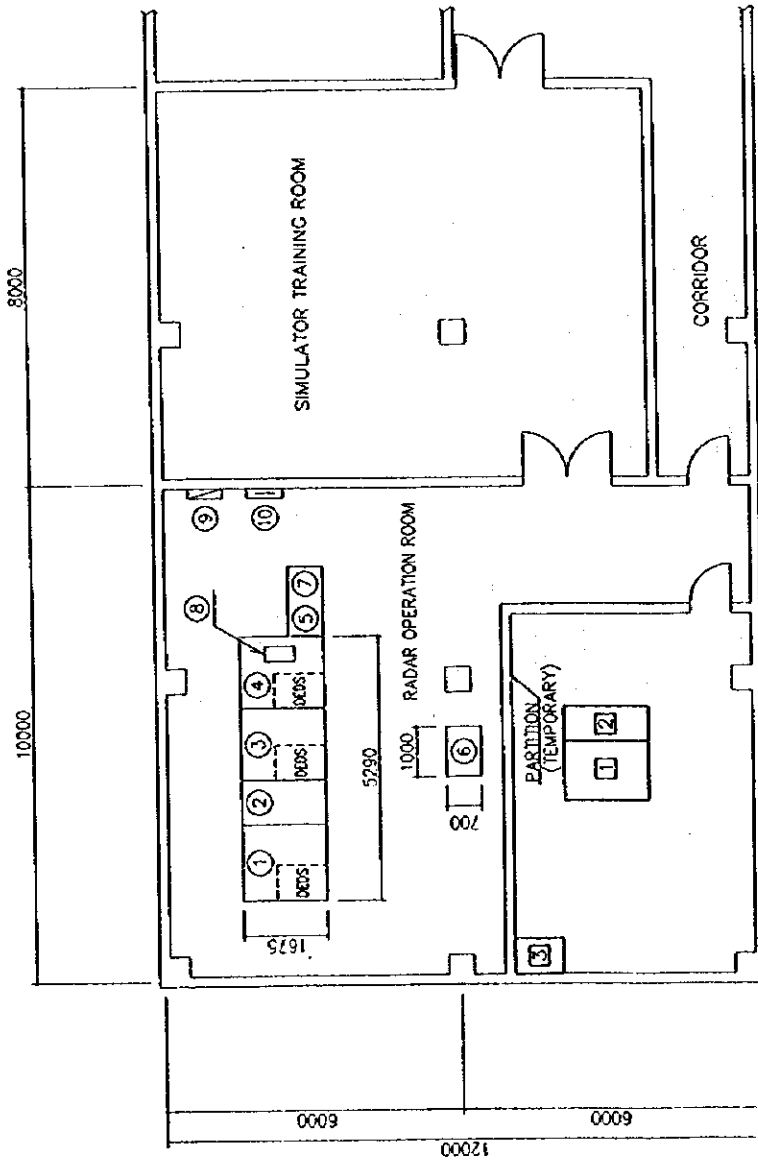 8000
10000
SIMULATOR TRAINING ROOM
CORRIDOR
⑨
⑩
⑧
⑦
⑤
④
③
②
①
DEDS
DEDS
DEDS
RADAR OPERATION ROOM
5290
1675
1000
⑥
700
PARTITION
(TEMPORARY)
2
1
3
6000
6000
12000